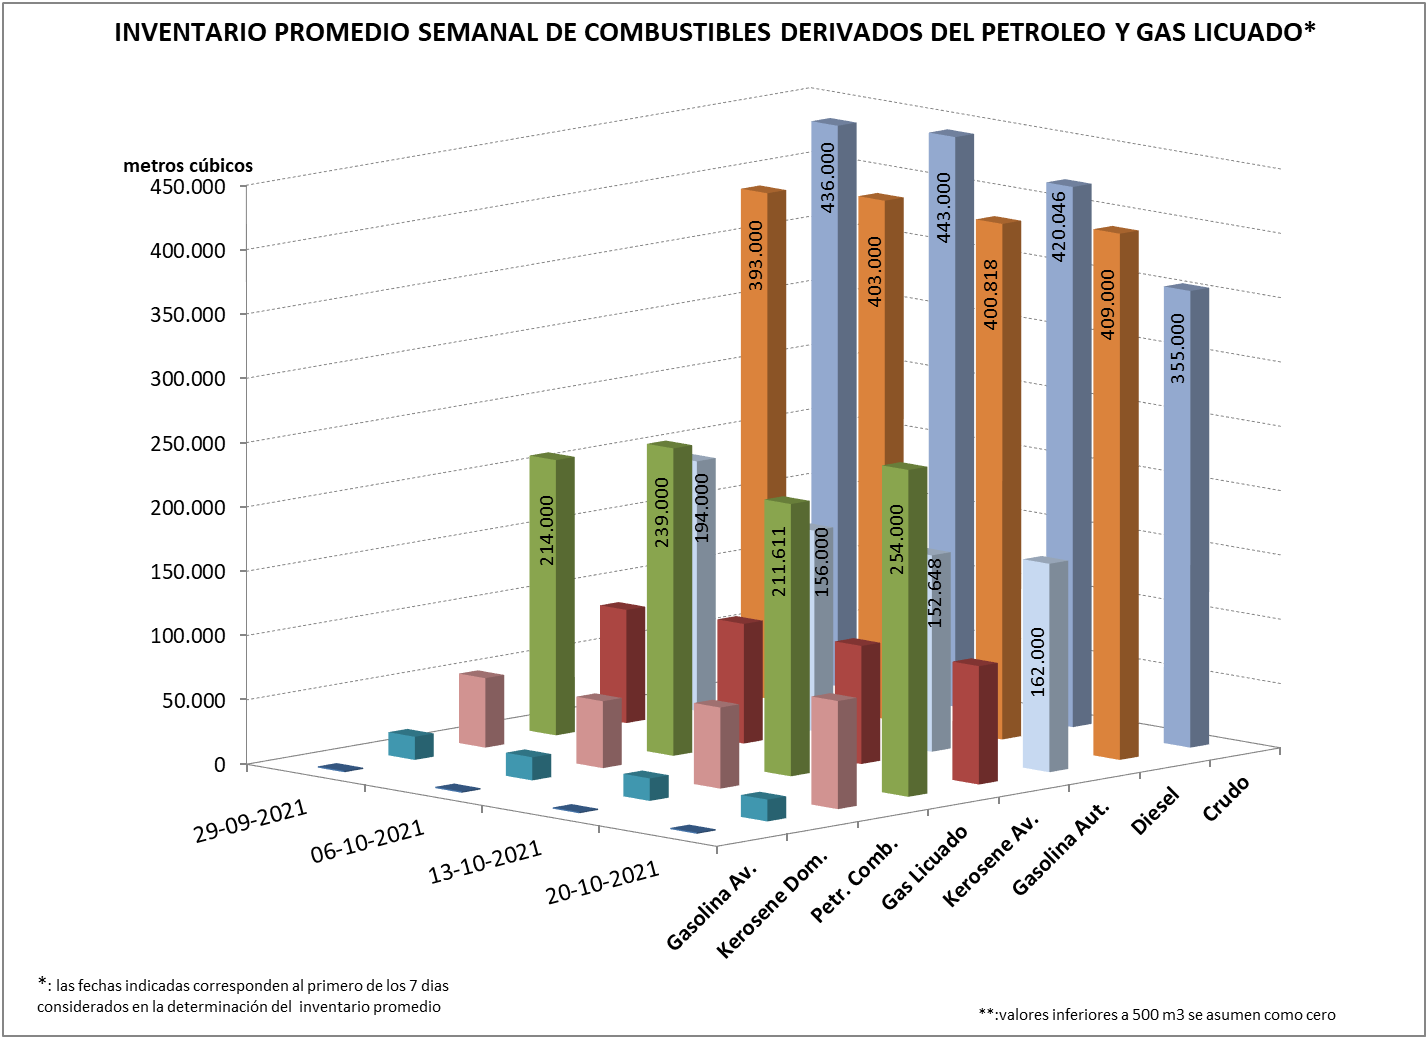 INVENTARIO PROMEDIO SEMANAL DE COMBUSTIBLES DERIVADOS DEL PETROLEO Y GAS LICUADO*
metros cúbicos
450.000
400.000
350.000
300.000
250.000
200.000
150.000
100.000
50.000
0
436.000
443.000
420.046
355.000
393.000
403.000
400.818
409.000
194.000
156.000
152.648
162.000
214.000
239.000
211.611
254.000
29-09-2021
06-10-2021
13-10-2021
20-10-2021
Gasolina Av.
Kerosene Dom.
Petr. Comb.
Gas Licuado
Kerosene Av.
Gasolina Aut.
Diesel
Crudo
*: las fechas indicadas corresponden al primero de los 7 dias
considerados en la determinación del inventario promedio
**:valores inferiores a 500 m3 se asumen como cero